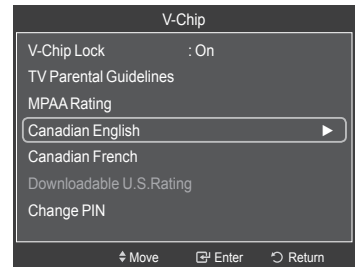 V-Chip
V-Chip Lock : On
TV Parental Guidelines
MPAA Rating
Canadian English ►
Canadian French
Downloadable U.S.Rating
Change PIN
Move Enter Return